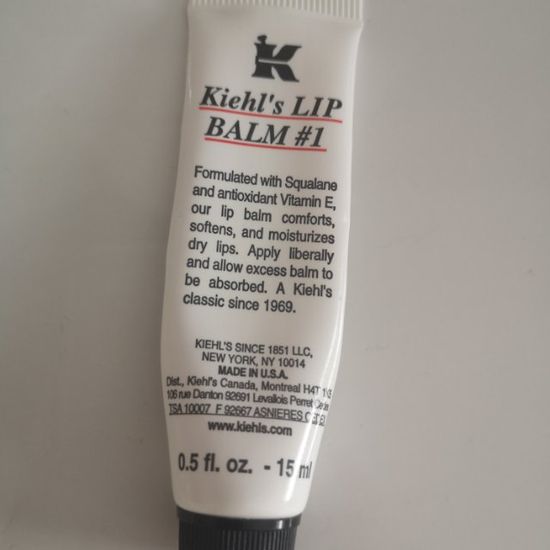 K
Kiehl's LIP
BALM #1
Formulated with Squalane
and antioxidant Vitamin E,
our lip balm comforts,
softens, and moisturizes
dry lips. Apply liberally
and allow excess balm to
be absorbed. A Kiehl's
classic since 1969.
KIEHL'S SINCE 1851 LLC,
NEW YORK, NY 10014
MADE IN U.S.A.
Dist., Kiehl's Canada, Montreal H4T
106 rue Danton 92691 Levallois Perret
TSA 10007 F 92667 ASNIERES
www.kiehls.com
0.5 fl. oz. - 15 ml